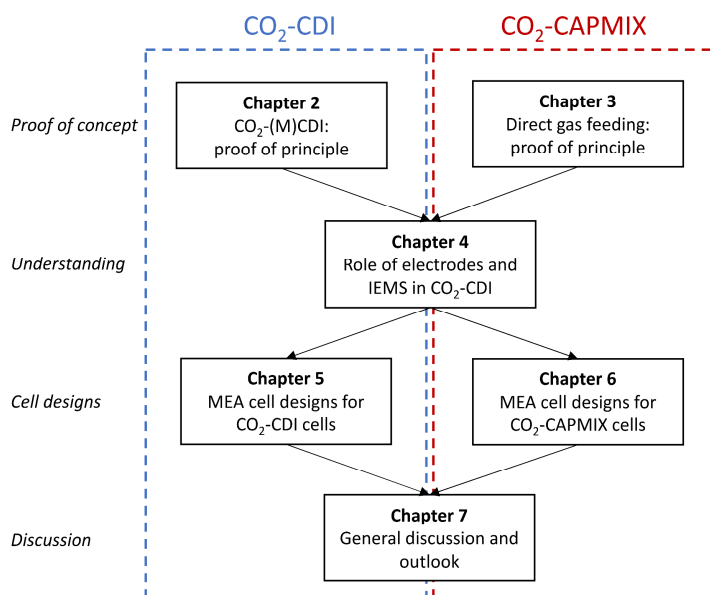 CO₂-CDI
CO₂-CAPMIX
Proof of concept
Chapter 2
CO₂-(M)CDI:
proof of principle
Chapter 3
Direct gas feeding:
proof of principle
Understanding
Chapter 4
Role of electrodes and
IEMS in CO₂-CDI
Cell designs
Chapter 5
MEA cell designs for
CO₂-CDI cells
Chapter 6
MEA cell designs for
CO₂-CAPMIX cells
Discussion
Chapter 7
General discussion and
outlook